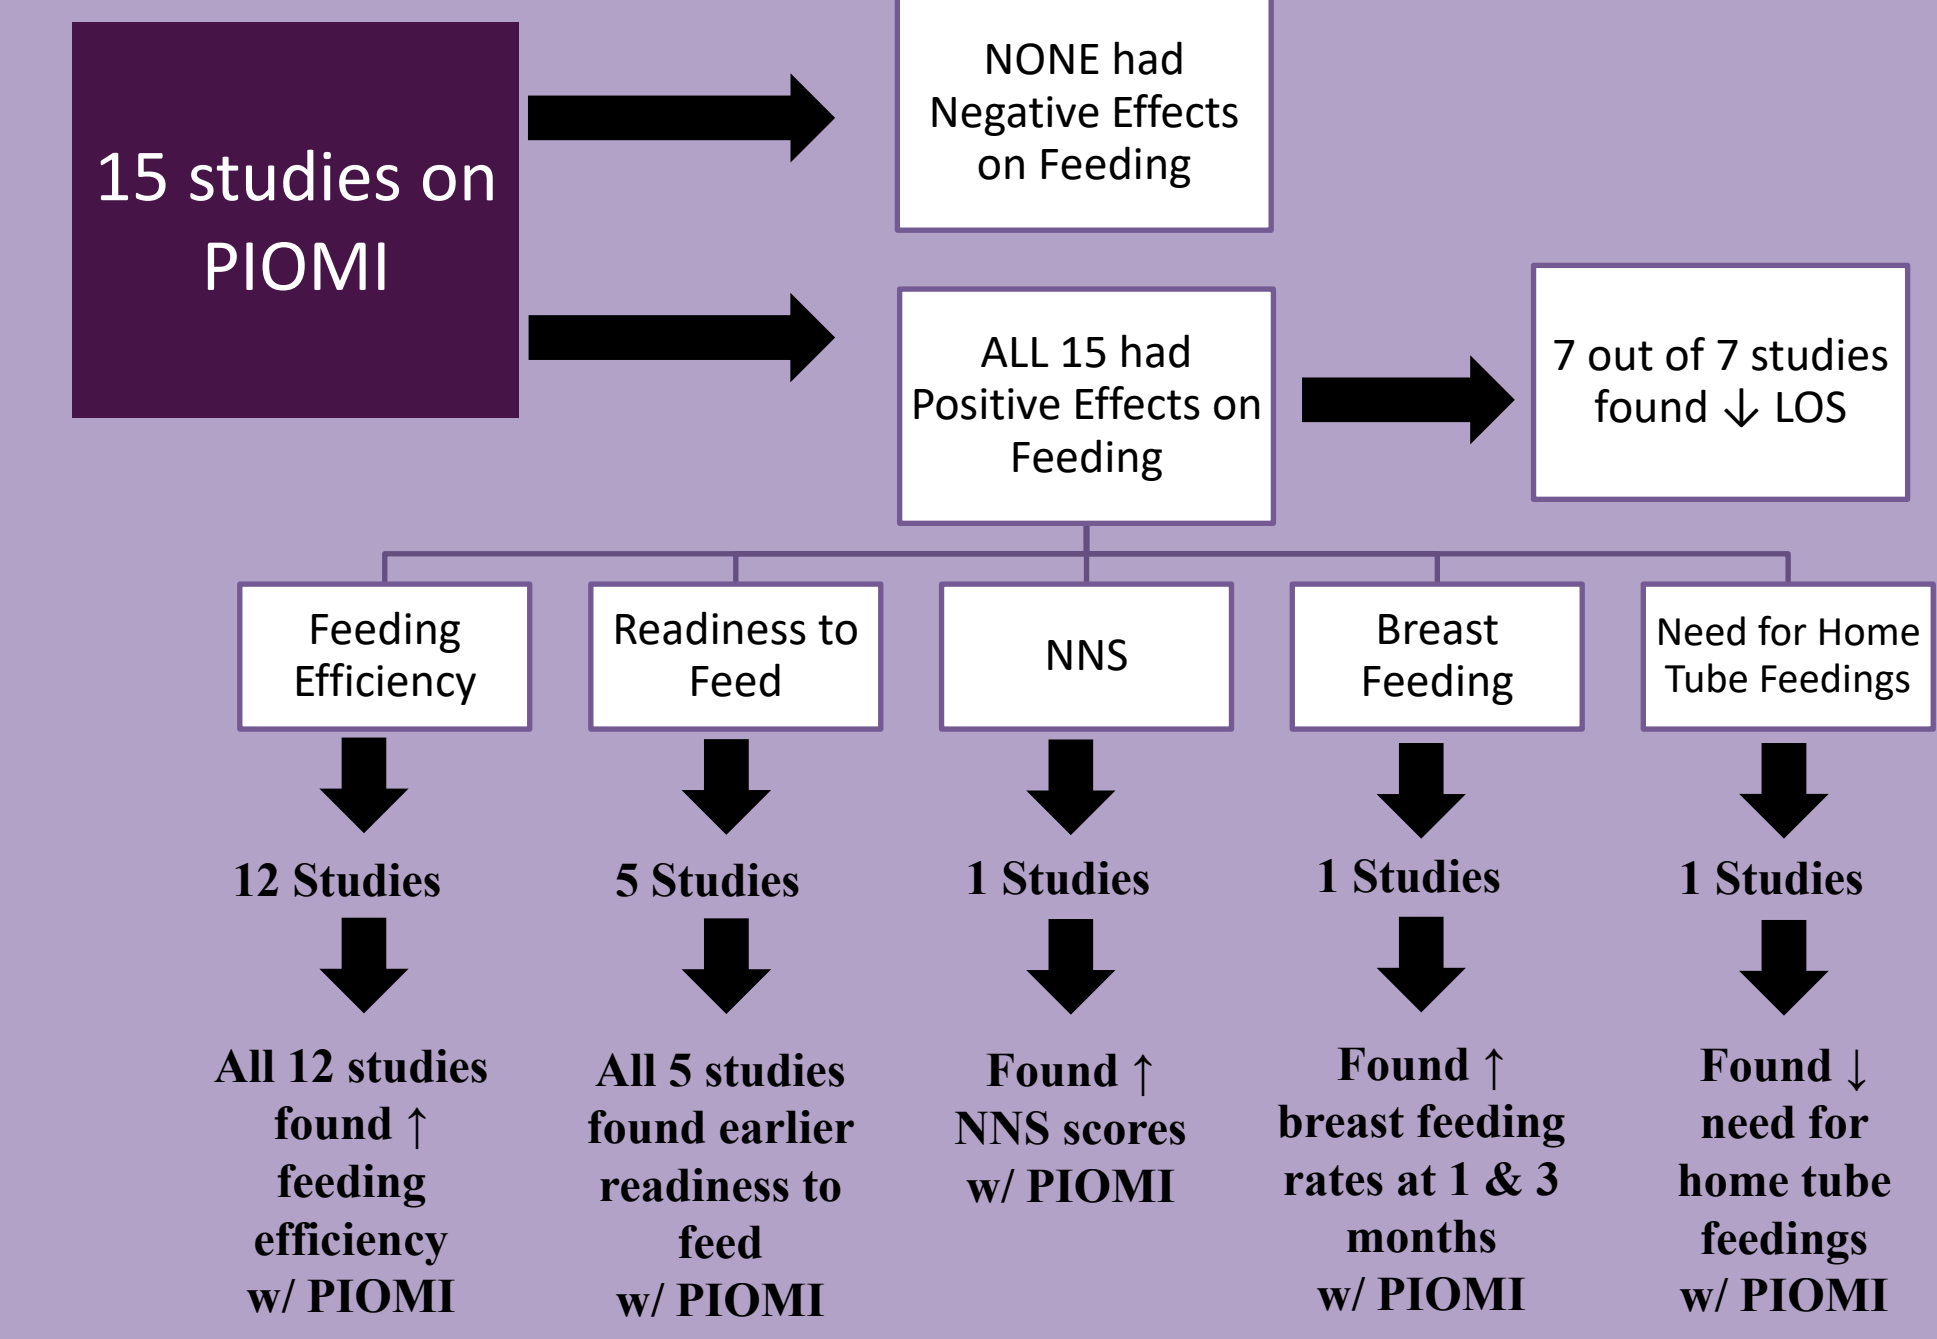 15 studies on
PIOMI
NONE had
Negative Effects
on Feeding
ALL 15 had
Positive Effects on
Feeding
7 out of 7 studies
found ↓ LOS
Feeding
Efficiency
Readiness to
Feed
NNS
Breast
Feeding
Need for Home
Tube Feedings
12 Studies
5 Studies
1 Studies
1 Studies
1 Studies
All 12 studies
found ↑
feeding
efficiency
w/ PIOMI
All 5 studies
found earlier
readiness to
feed
w/ PIOMI
Found ↑
NNS scores
w/ PIOMI
Found ↑
breast feeding
rates at 1 & 3
months
w/ PIOMI
Found ↓
need for
home tube
feedings
w/ PIOMI